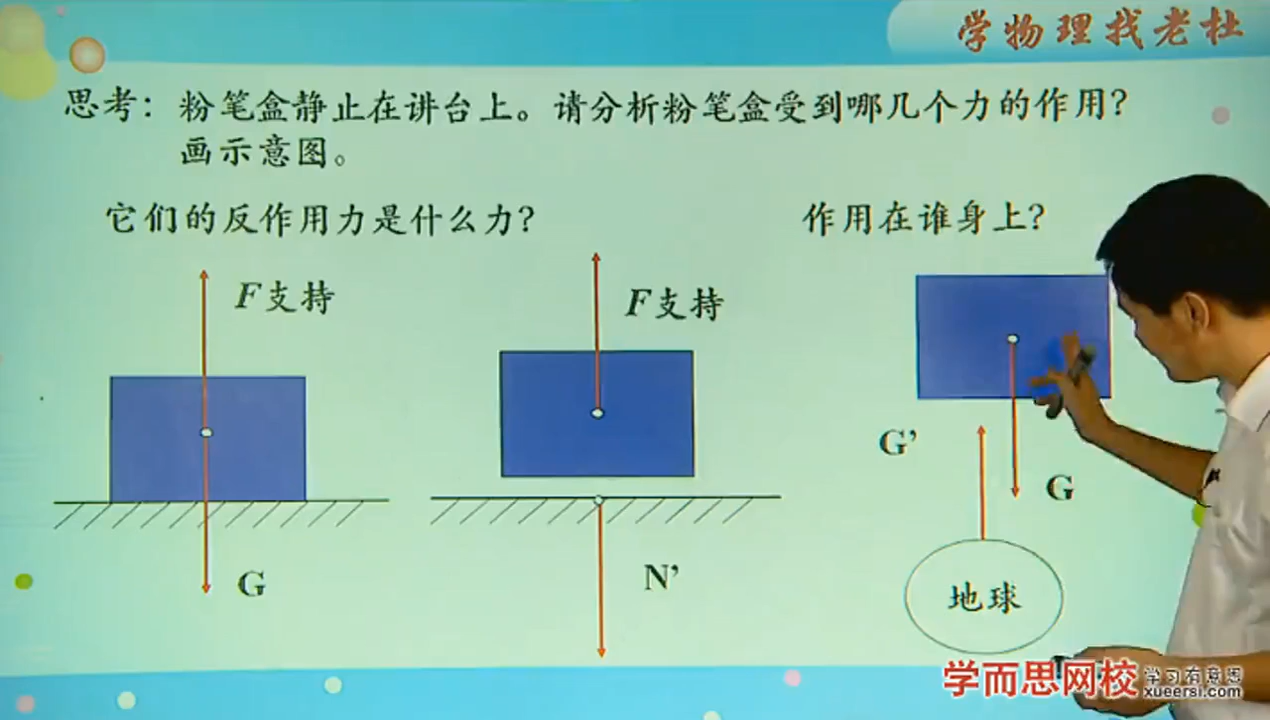 学物理找老杜
思考：粉笔盒静止在讲台上。请分析粉笔盒受到哪几个力的作用？
画示意图。
它们的反作用力是什么力？
作用在谁身上？
F支持
F支持
G’
G
G
N’
地球
学而思网校
学习有意思
xueersi.com